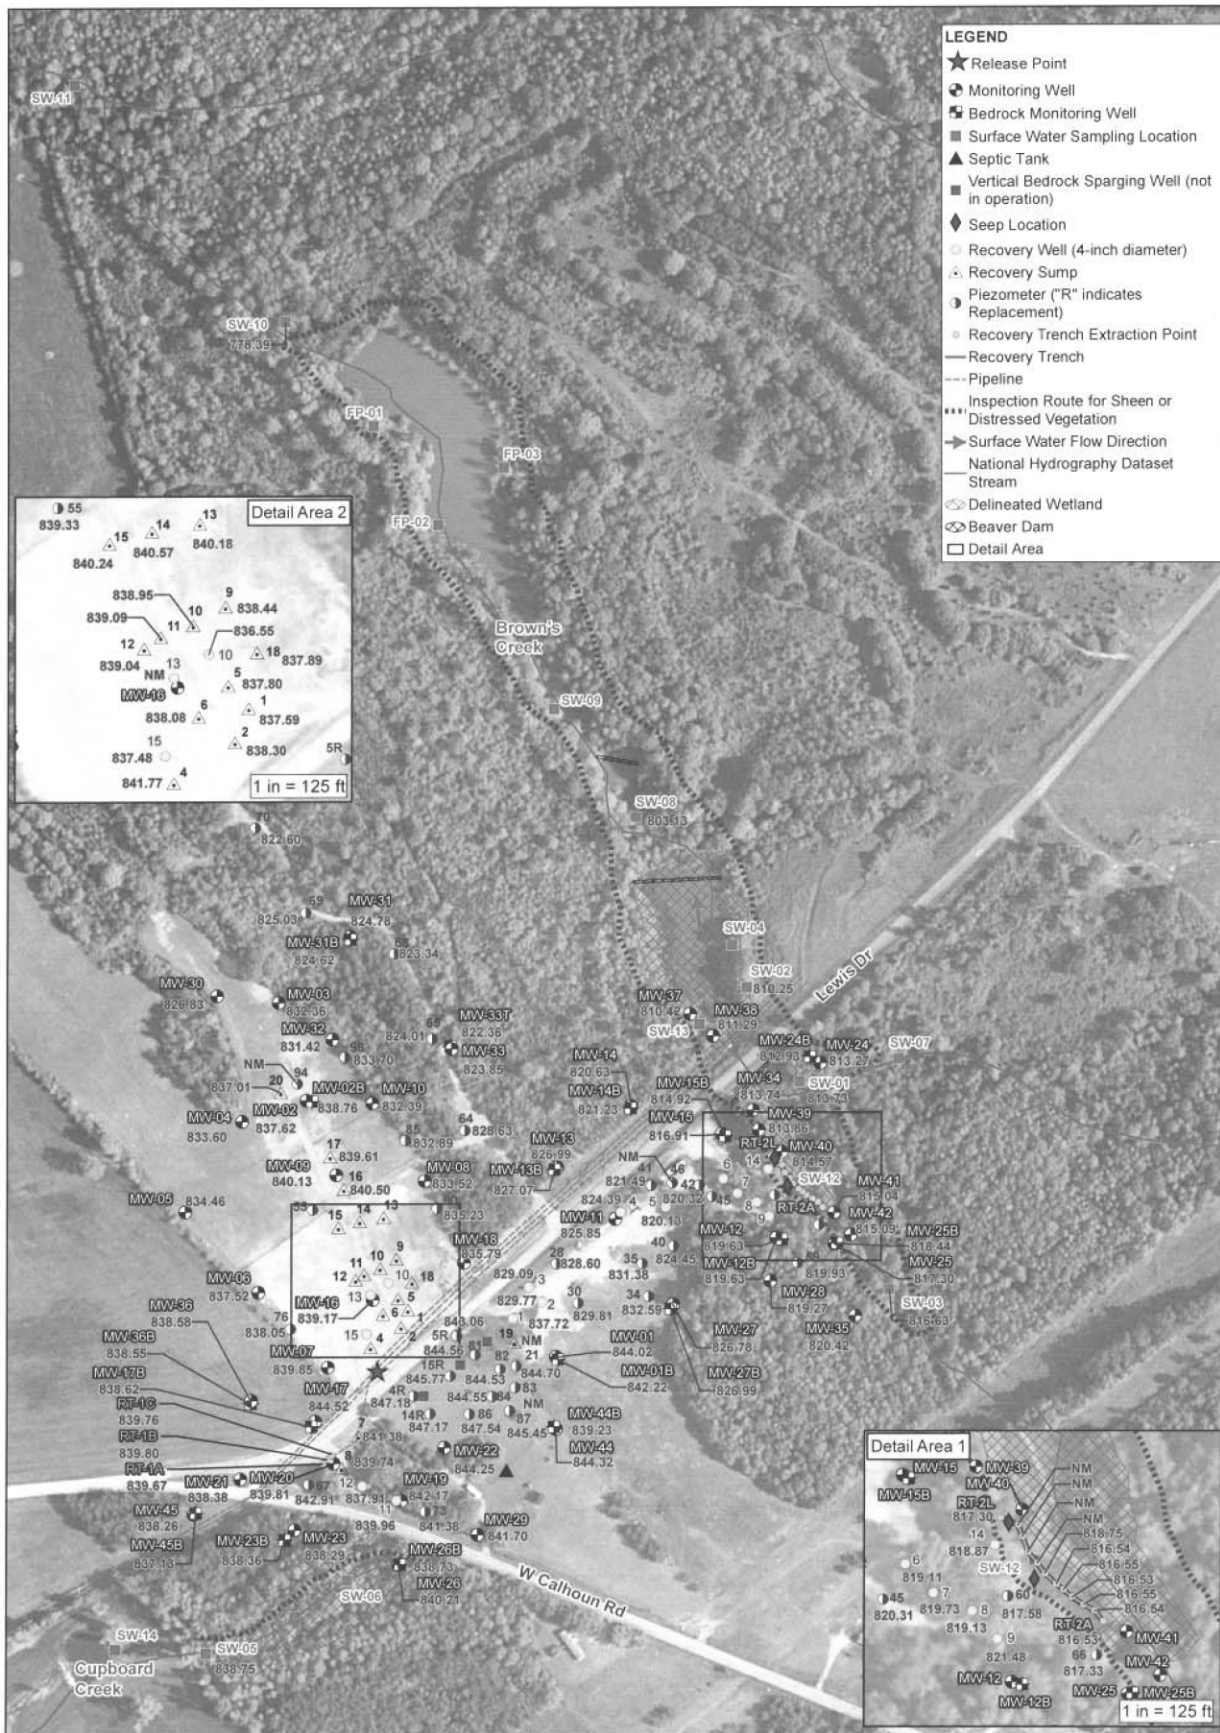 LEGEND
Release Point
Monitoring Well
Bedrock Monitoring Well
Surface Water Sampling Location
Septic Tank
Vertical Bedrock Sparging Well (not
in operation)
Seep Location
Recovery Well (4-inch diameter)
Recovery Sump
Piezometer ("R" indicates
Replacement)
Recovery Trench Extraction Point
Recovery Trench
Pipeline
Inspection Route for Sheen or
Distressed Vegetation
Surface Water Flow Direction
National Hydrography Dataset
Stream
Delineated Wetland
Beaver Dam
Detail Area
SW-11
SW-10
778.39
FP-01
FP-03
FP-02
Brown's
Creek
SW-09
SW-08
803.13
SW-04
SW-02
810.25
Lewis Dr
Detail Area 2
55
839.33
15
840.24
14
840.57
13
840.18
838.95
839.09
10
9
838.44
11
836.55
12
839.04
10
18
837.89
13
NM
MW-16
5
837.80
6
838.08
1
837.59
2
838.30
15
837.48
5R
841.77
4
1 in = 125 ft
70
822.60
69
825.03
MW-31
824.78
MW-31B
824.62
68
823.34
MW-30
826.83
MW-03
832.36
MW-32
831.42
96
833.70
824.01
65
MW-33T
822.36
MW-33
823.85
NM
94
20
837.01
MW-02B
838.76
MW-02
837.62
MW-10
832.39
MW-04
833.60
64
828.63
85
832.89
17
839.61
MW-09
840.13
16
840.50
MW-08
833.52
MW-05
834.46
835.23
MW-18
835.79
MW-13
826.99
MW-13B
827.07
MW-14
820.63
MW-14B
821.23
MW-37
810.42
MW-38
811.29
SW-13
MW-24B
812.93
MW-24
813.27
SW-07
SW-01
813.73
MW-15B
814.92
MW-34
813.74
MW-15
816.91
MW-39
813.86
RT-2L
MW-40
814.57
SW-12
MW-41
815.04
MW-42
815.09
RT-2A
MW-25B
818.44
MW-25
817.30
MW-12
819.63
MW-12B
819.63
819.93
MW-28
819.27
MW-35
820.42
SW-03
816.63
NM
41
821.49
46
42
820.32
45
824.39
4
5
820.13
MW-11
825.85
40
824.45
28
828.60
829.09
35
831.38
3
829.77
30
829.81
34
832.59
1
837.72
MW-27
826.78
MW-27B
826.99
MW-01
844.02
MW-01B
842.22
MW-06
837.52
MW-36
838.58
MW-36B
838.55
MW-17B
838.62
76
838.05
MW-16
839.17
MW-07
839.85
MW-17
844.52
RT-1C
839.76
RT-1B
839.80
RT-1A
839.67
843.06
5R
844.56
81
19
NM
82
21
844.70
15R
845.77
844.53
83
4R
847.18
844.55
84
NM
14R
847.17
86
847.54
87
845.45
MW-44B
839.23
MW-44
844.32
7
841.38
8
839.74
MW-22
844.25
MW-21
838.38
MW-20
839.81
67
842.91
12
837.91
11
839.96
MW-19
842.17
73
841.38
MW-29
841.70
MW-45
838.26
MW-45B
837.13
MW-23B
838.36
MW-23
838.29
MW-26B
838.73
MW-26
840.21
SW-06
W Calhoun Rd
SW-14
SW-05
838.75
Cupboard
Creek
Detail Area 1
MW-15
MW-15B
MW-39
MW-40
RT-2L
817.30
NM
NM
NM
NM
818.75
816.54
816.55
816.53
816.55
816.54
14
818.87
SW-12
6
819.11
7
819.73
45
820.31
8
819.13
60
817.58
9
821.48
RT-2A
816.53
66
817.33
MW-41
MW-42
MW-12
MW-12B
MW-25
MW-25B
1 in = 125 ft